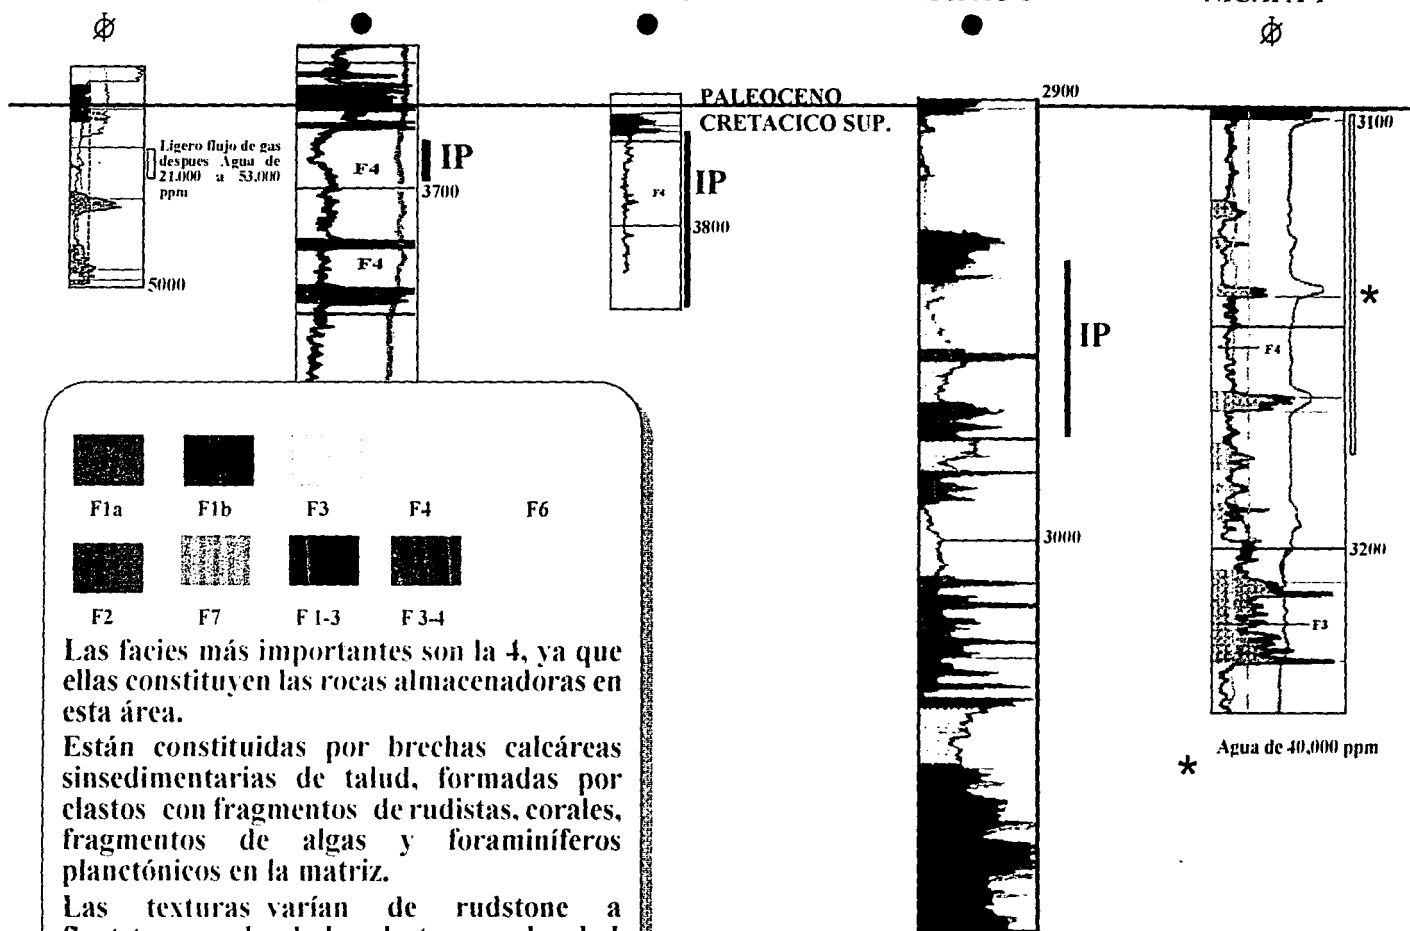 PALEOCENO
CRETACICO SUP.
2900
3100
Ligero flujo de gas
despues Agua de
21.000 a 53,000
ppm
5000
F4
IP
3700
F4
F4
IP
3800
IP
3000
*
F4
3200
F3
Agua de 40,000 ppm
*
F1a F1b F3 F4 F6
F2 F7 F 1-3 F 3-4
Las facies más importantes son la 4, ya que
ellas constituyen las rocas almacenadoras en
esta área.
Están constituidas por brechas calcáreas
sinsedimentarias de talud, formadas por
clastos con fragmentos de rudistas, corales,
fragmentos de algas y foraminíferos
planctónicos en la matriz.
Las texturas varían de rudstone a